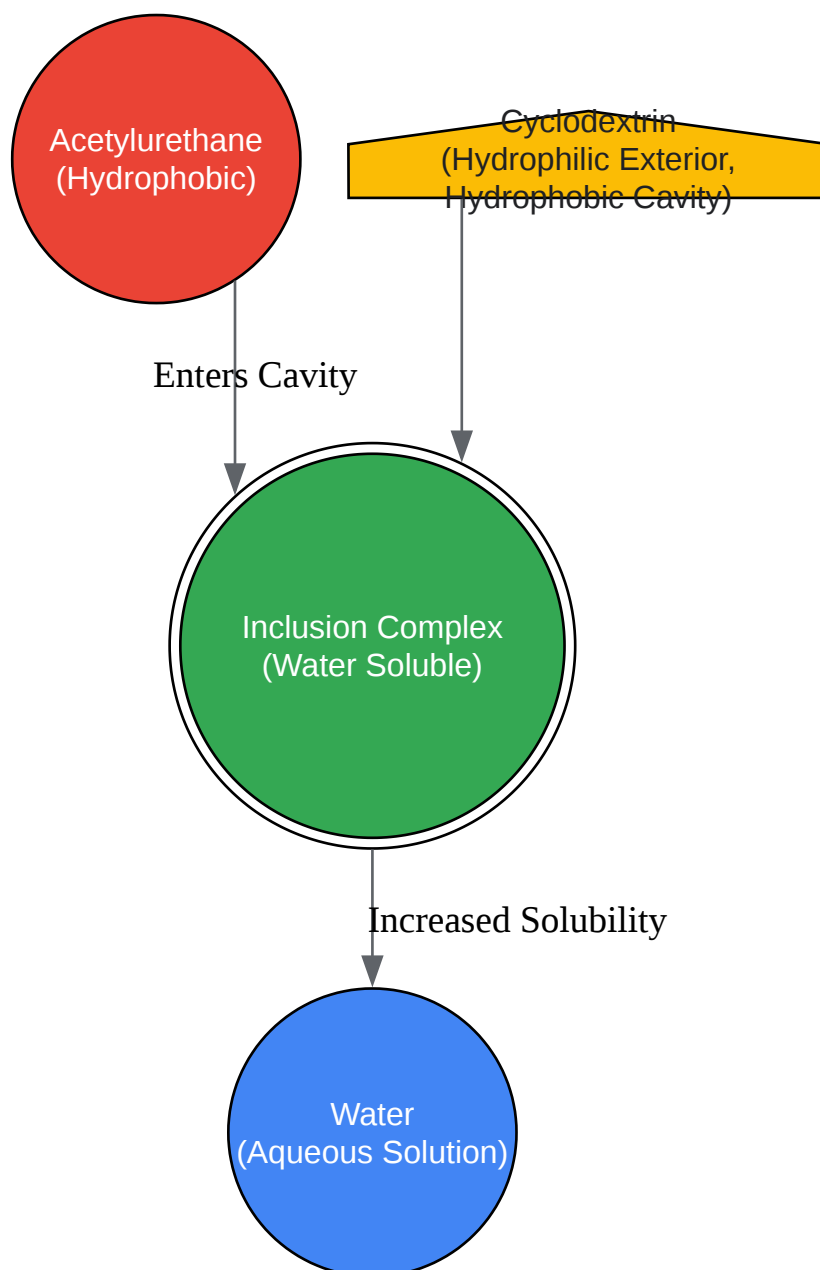 Acetylurethane
(Hydrophobic)
Cyclodextrin
(Hydrophilic Exterior,
Hydrophobic Cavity)
Enters Cavity
Inclusion Complex
(Water Soluble)
Increased Solubility
Water
(Aqueous Solution)